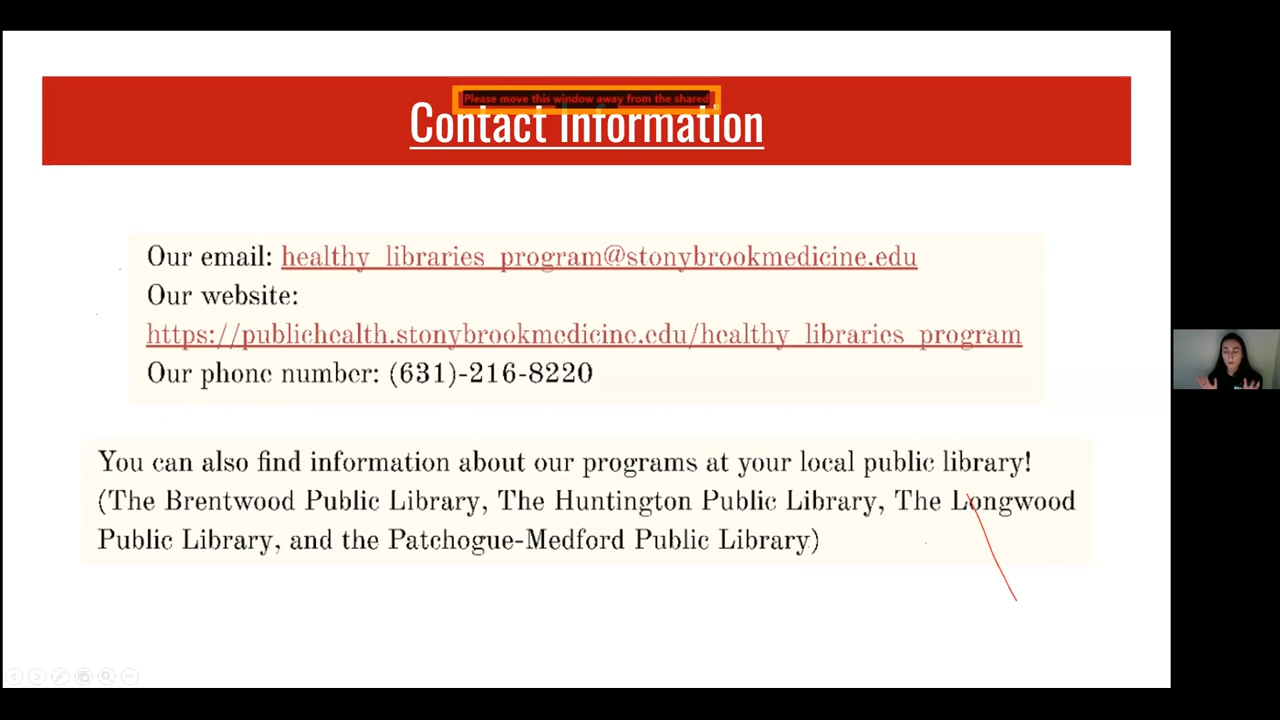 Please move this window away from the shared
Contact Information
Our email: healthy_libraries_program@stonybrookmedicine.edu
Our website:
https://publichealth.stonybrookmedicine.edu/healthy_libraries_program
Our phone number: (631)-216-8220
You can also find information about our programs at your local public library!
(The Brentwood Public Library, The Huntington Public Library, The Longwood
Public Library, and the Patchogue-Medford Public Library)